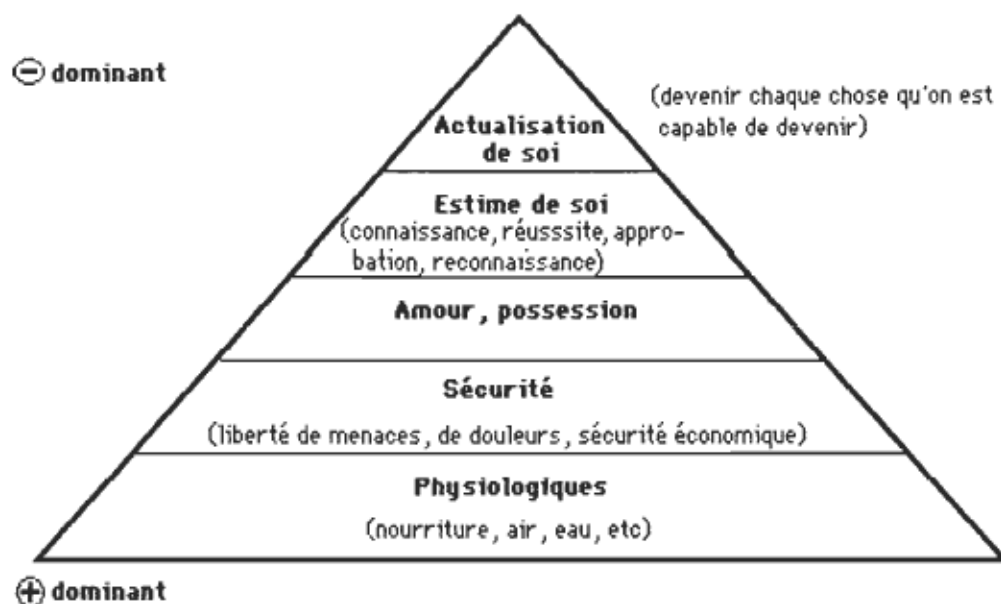 ⊖ dominant
(devenir chaque chose qu'on est
capable de devenir)
Actualisation
de soi
Estime de soi
(connaissance, réusssite, appro-
bation, reconnaissance)
Amour, possession
Sécurité
(liberté de menaces, de douleurs, sécurité économique)
Physiologiques
(nourriture, air, eau, etc)
⊕ dominant